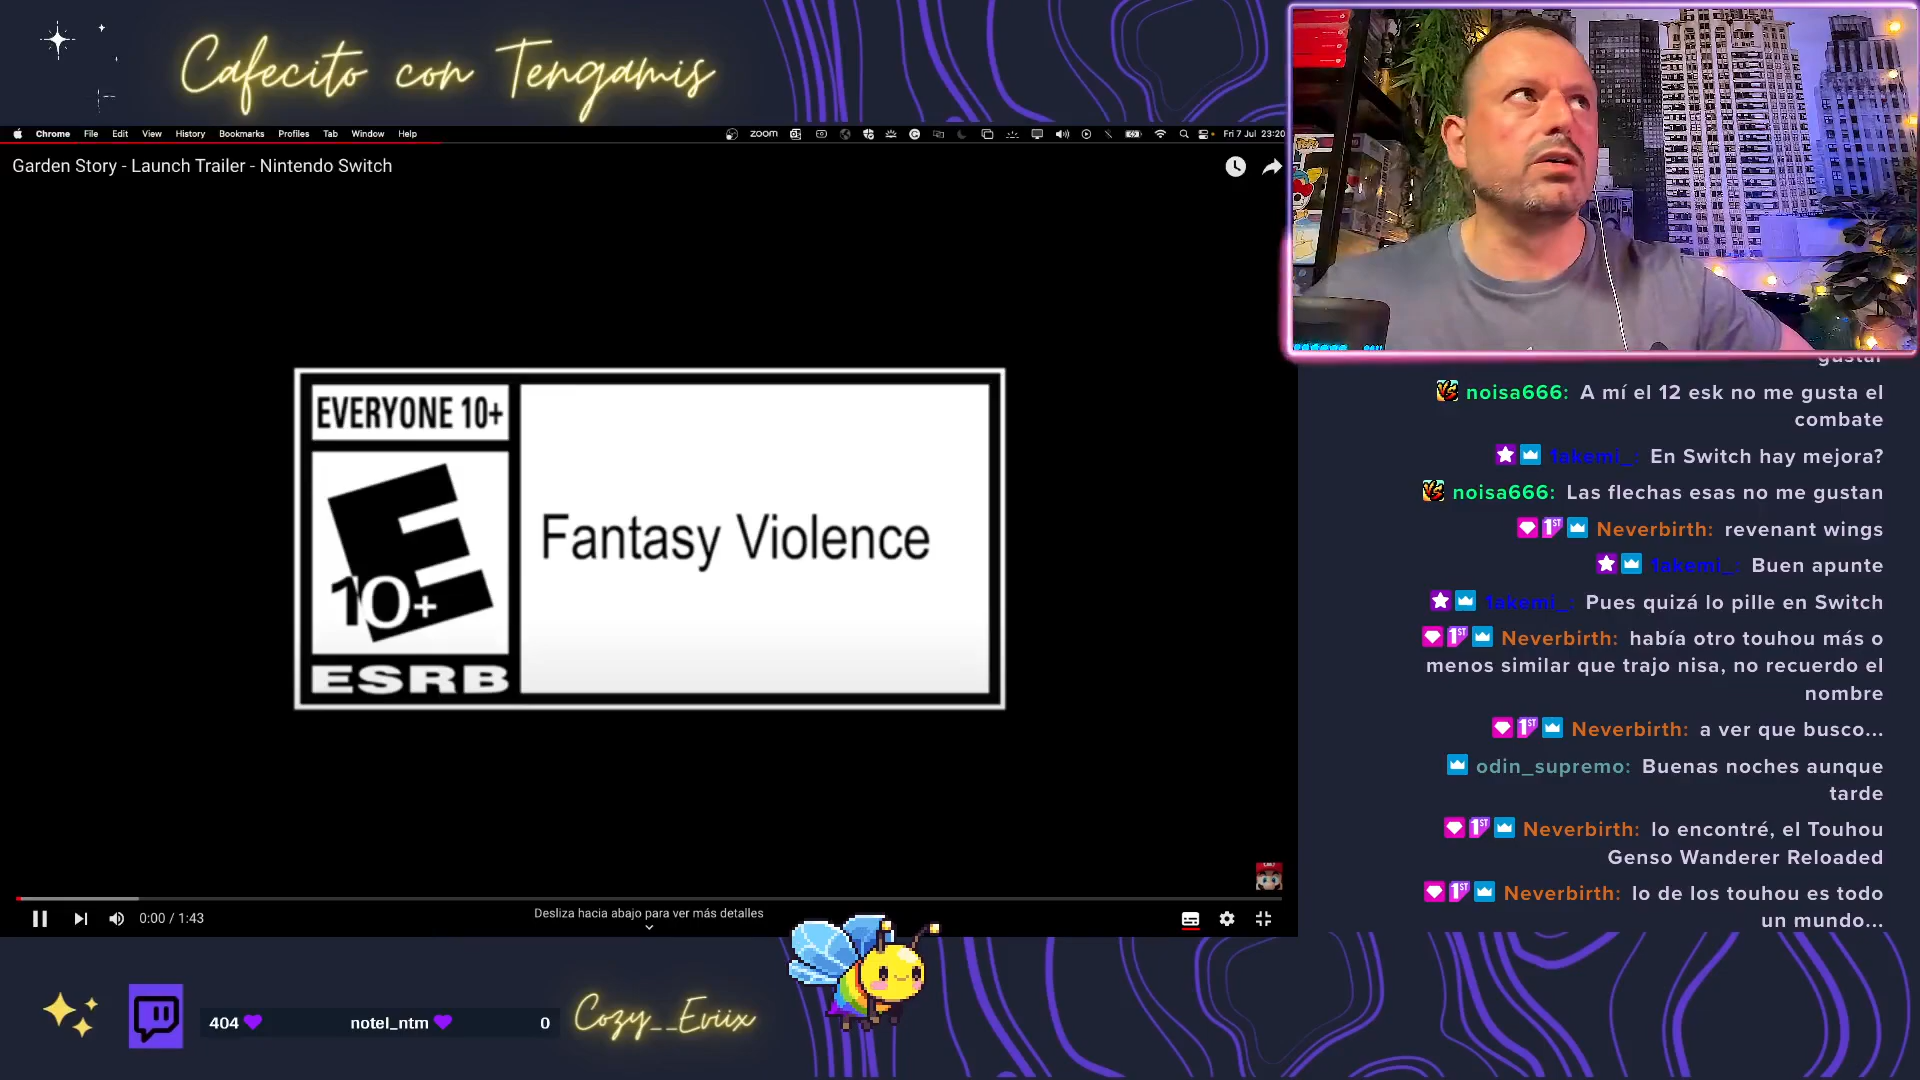 Cafecito con Tengamis
Chrome File Edit View History Bookmarks Profiles Tab Window Help
zoom
Fri 7 Jul 23:20
Garden Story - Launch Trailer - Nintendo Switch
EVERYONE 10+
E
10+
ESRB
Fantasy Violence
0:00 / 1:43
Desliza hacia abajo para ver más detalles
gustar
noisa666: A mí el 12 esk no me gusta el
combate
1akemi_: En Switch hay mejora?
noisa666: Las flechas esas no me gustan
Neverbirth: revenant wings
1akemi_: Buen apunte
1akemi_: Pues quizá lo pille en Switch
Neverbirth: había otro touhou más o
menos similar que trajo nisa, no recuerdo el
nombre
Neverbirth: a ver que busco...
odin_supremo: Buenas noches aunque
tarde
Neverbirth: lo encontré, el Touhou
Genso Wanderer Reloaded
Neverbirth: lo de los touhou es todo
un mundo...
404
notel_ntm
0
Cozy__Eviix